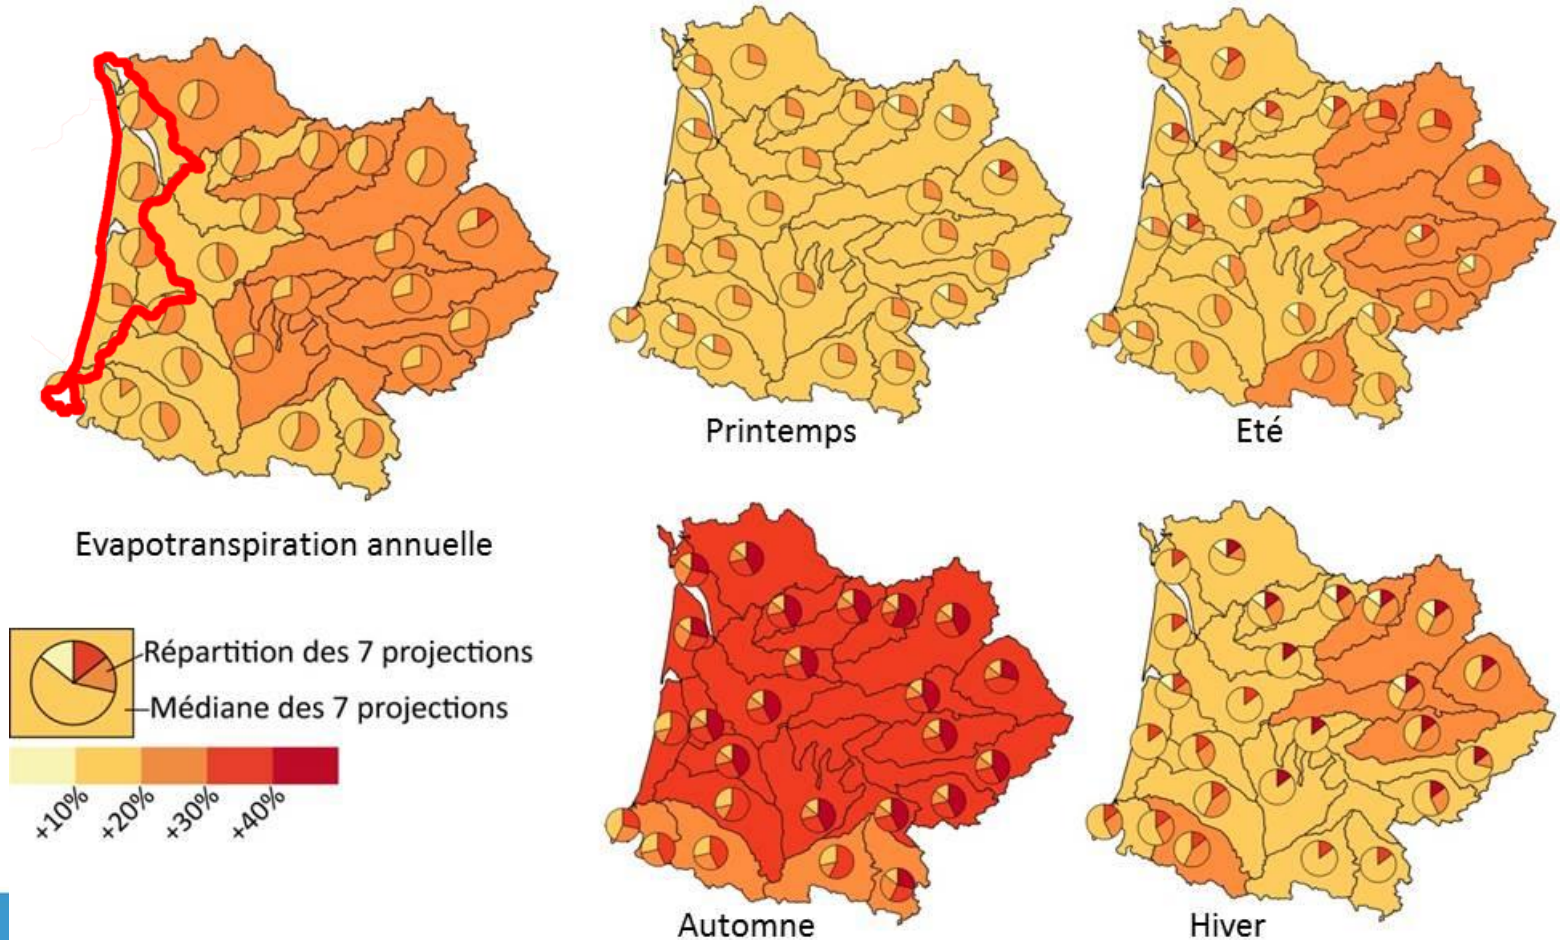 Printemps
Eté
Evapotranspiration annuelle
Répartition des 7 projections
Médiane des 7 projections
+10%
+20%
+30%
+40%
Automne
Hiver